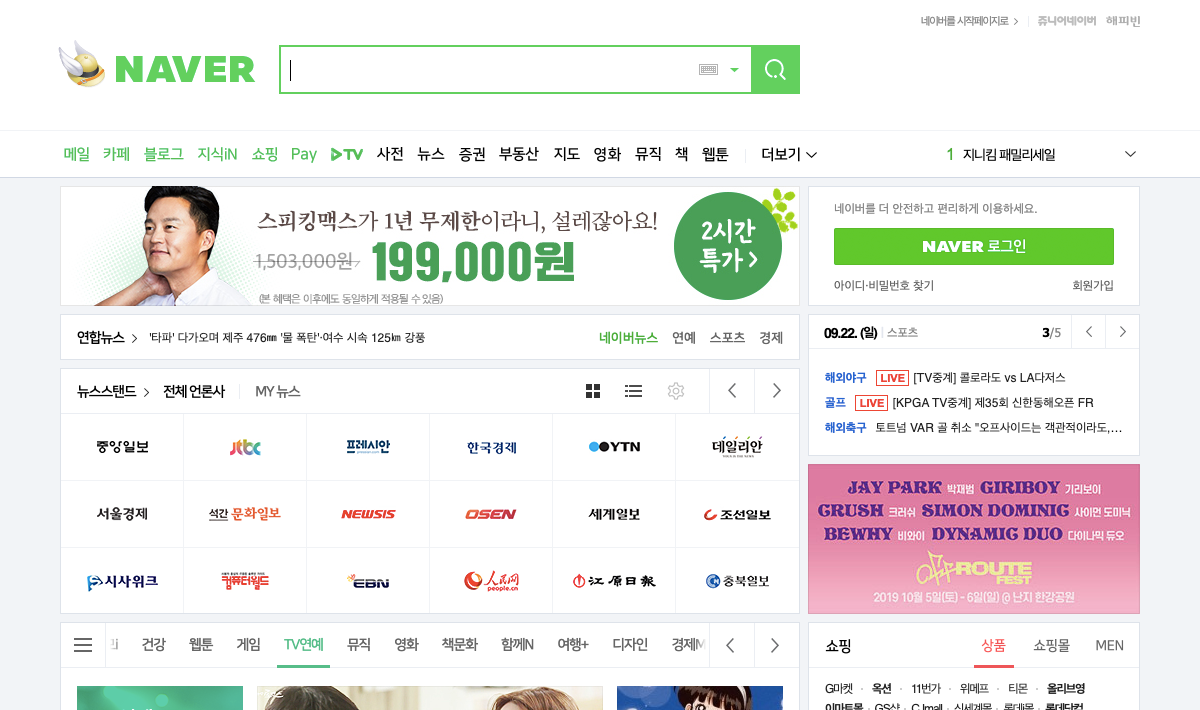 네이버를 시작페이지로 쥬니어네이버 해피빈
NAVER
메일 카페 블로그 지식iN 쇼핑 Pay TV 사전 뉴스 증권 부동산 지도 영화 뮤직 책 웹툰 더보기
1 지니킴 패밀리세일
스피킹맥스가 1년 무제한이라니, 설레잖아요!
1,503,000원 199,000원
(본 혜택은 이후에도 동일하게 적용될 수 있음)
2시간
특가 >
네이버를 더 안전하고 편리하게 이용하세요.
NAVER 로그인
아이디·비밀번호 찾기 회원가입
연합뉴스 '타파' 다가오며 제주 476㎜ '물 폭탄'·여수 시속 125㎞ 강풍
네이버뉴스 연예 스포츠 경제
09.22. (일) 스포츠 3/5
해외야구 LIVE [TV중계] 콜로라도 vs LA다저스
골프 LIVE [KPGA TV중계] 제35회 신한동해오픈 FR
해외축구 토트넘 VAR 골 취소 "오프사이드는 객관적이라도,...
뉴스스탠드 전체 언론사 MY 뉴스
중앙일보 jtbc 프레시안 한국경제 YTN 데일리안
서울경제 석간 문화일보 NEWSIS OSEN 세계일보 조선일보
시사위크 컴퓨터월드 EBN 人民网 people.cn 江原日報 충북일보
JAY PARK 박재범 GIRIBOY 기리보이
CRUSH 크러쉬 SIMON DOMINIC 사이먼 도미닉
BEWHY 비와이 DYNAMIC DUO 다이나믹 듀오
ROUTE
FEST
2019 10월 5일(토) - 6일(일) @ 난지 한강공원
건강 웹툰 게임 TV연예 뮤직 영화 책문화 함께N 여행+ 디자인 경제M
쇼핑 상품 쇼핑몰 MEN
G마켓 · 옥션 · 11번가 · 위메프 · 티몬 · 올리브영
이마트몰 · GS샵 · CJmall · 신세계몰 · 롯데몰 · 롯데닷컴